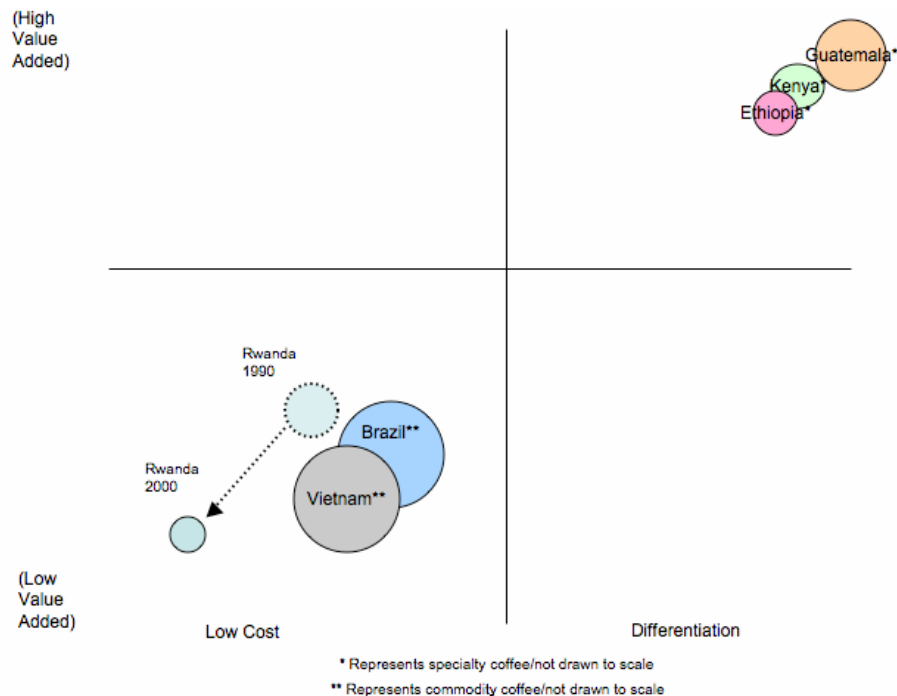 (High
Value
Added)
Guatemala*
Kenya*
Ethiopia*
Rwanda
1990
Brazil**
Rwanda
2000
Vietnam**
(Low
Value
Added)
Low Cost
Differentiation
* Represents specialty coffee/not drawn to scale
** Represents commodity coffee/not drawn to scale